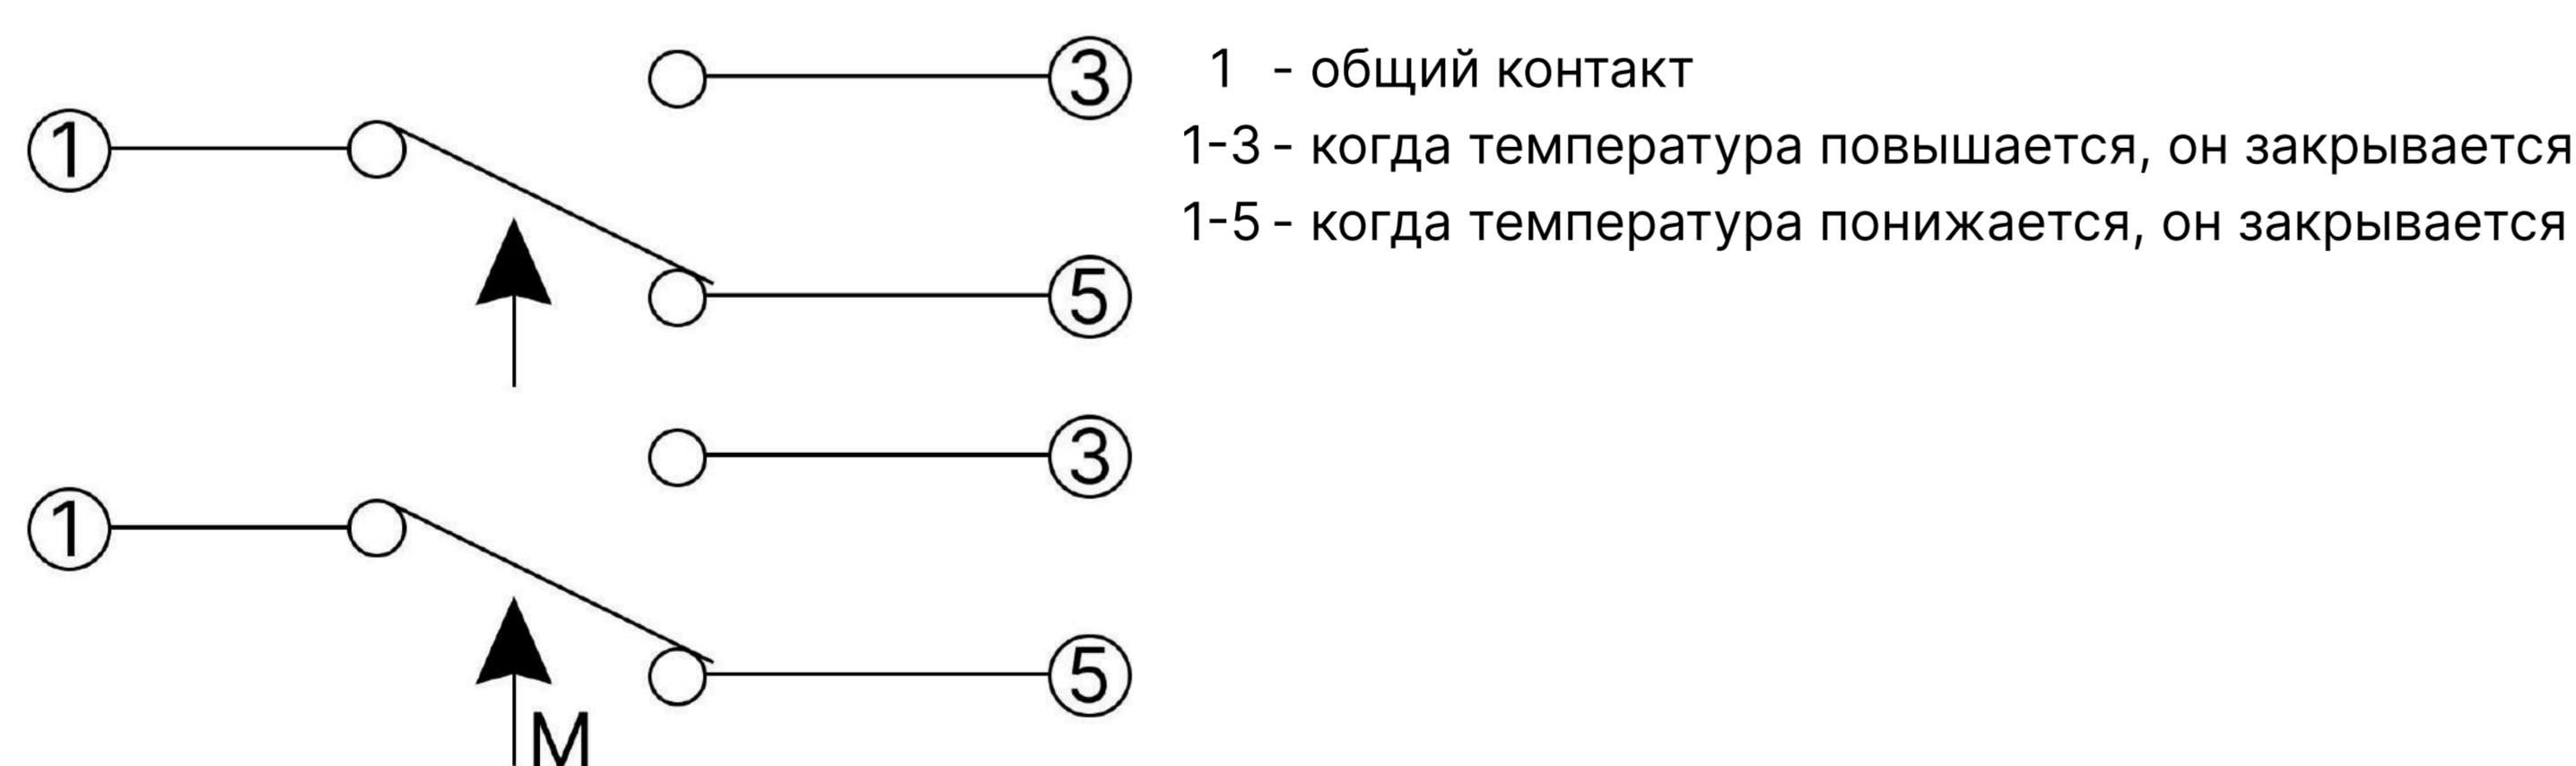 3
1 - общий контакт
1
1-3 - когда температура повышается, он закрывается
1-5 - когда температура понижается, он закрывается
5
3
1
5
M